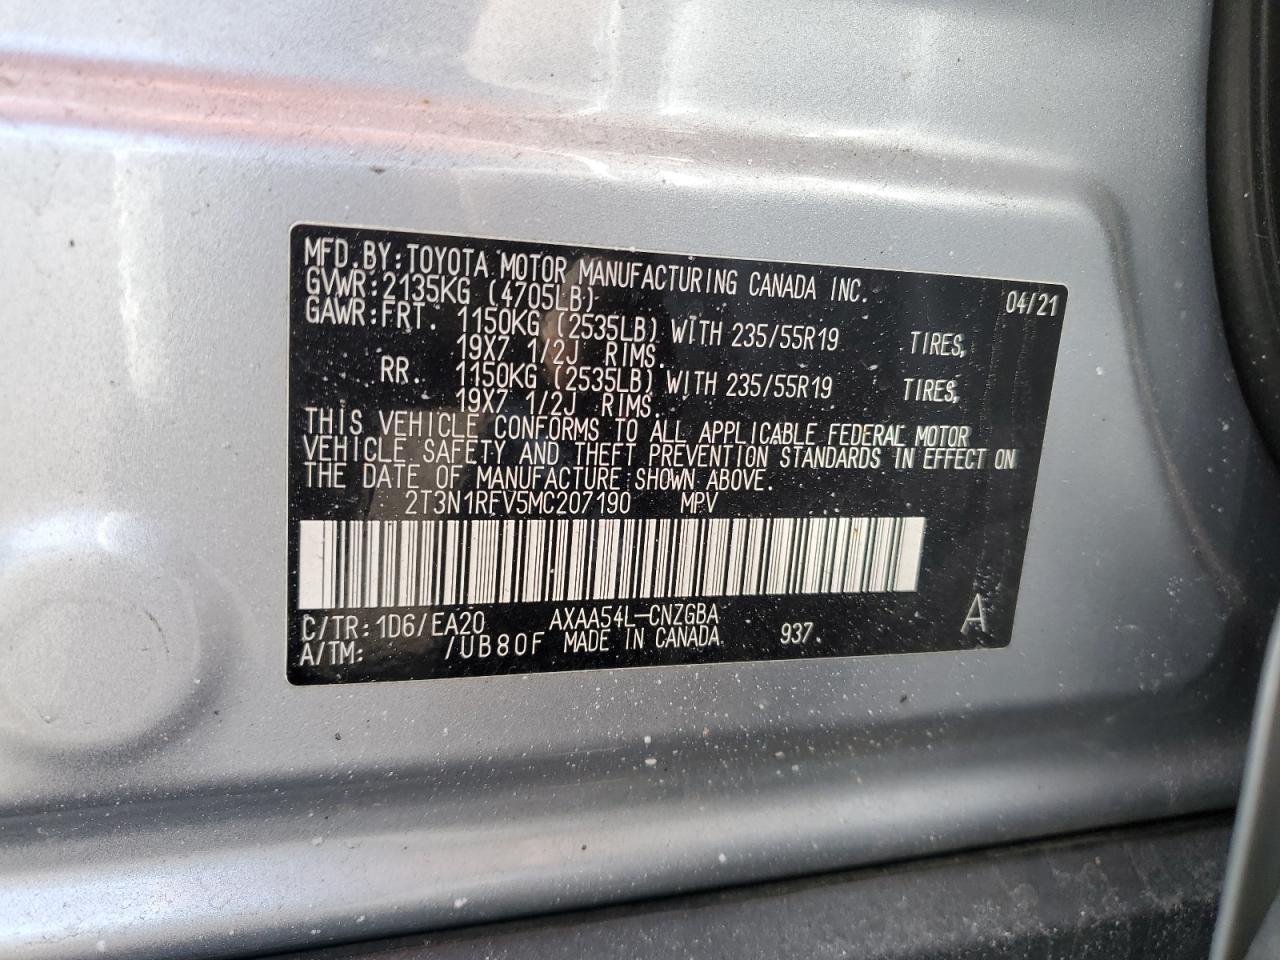 MFD.BY:TOYOTA MOTOR MANUFACTURING CANADA INC.
GVWR:2135KG (4705LB) 04/21
GAWR:FRT. 1150KG (2535LB) WITH 235/55R19 TIRES,
19X7 1/2J RIMS.
RR. 1150KG (2535LB) WITH 235/55R19 TIRES,
19X7 1/2J RIMS.
THIS VEHICLE CONFORMS TO ALL APPLICABLE FEDERAL MOTOR
VEHICLE SAFETY AND THEFT PREVENTION STANDARDS IN EFFECT ON
THE DATE OF MANUFACTURE SHOWN ABOVE.
2T3N1RFV5MC207190 MPV
C/TR:1D6/EA20 AXAA54L-CNZGBA
A/TM: /UB80F MADE IN CANADA 937. A